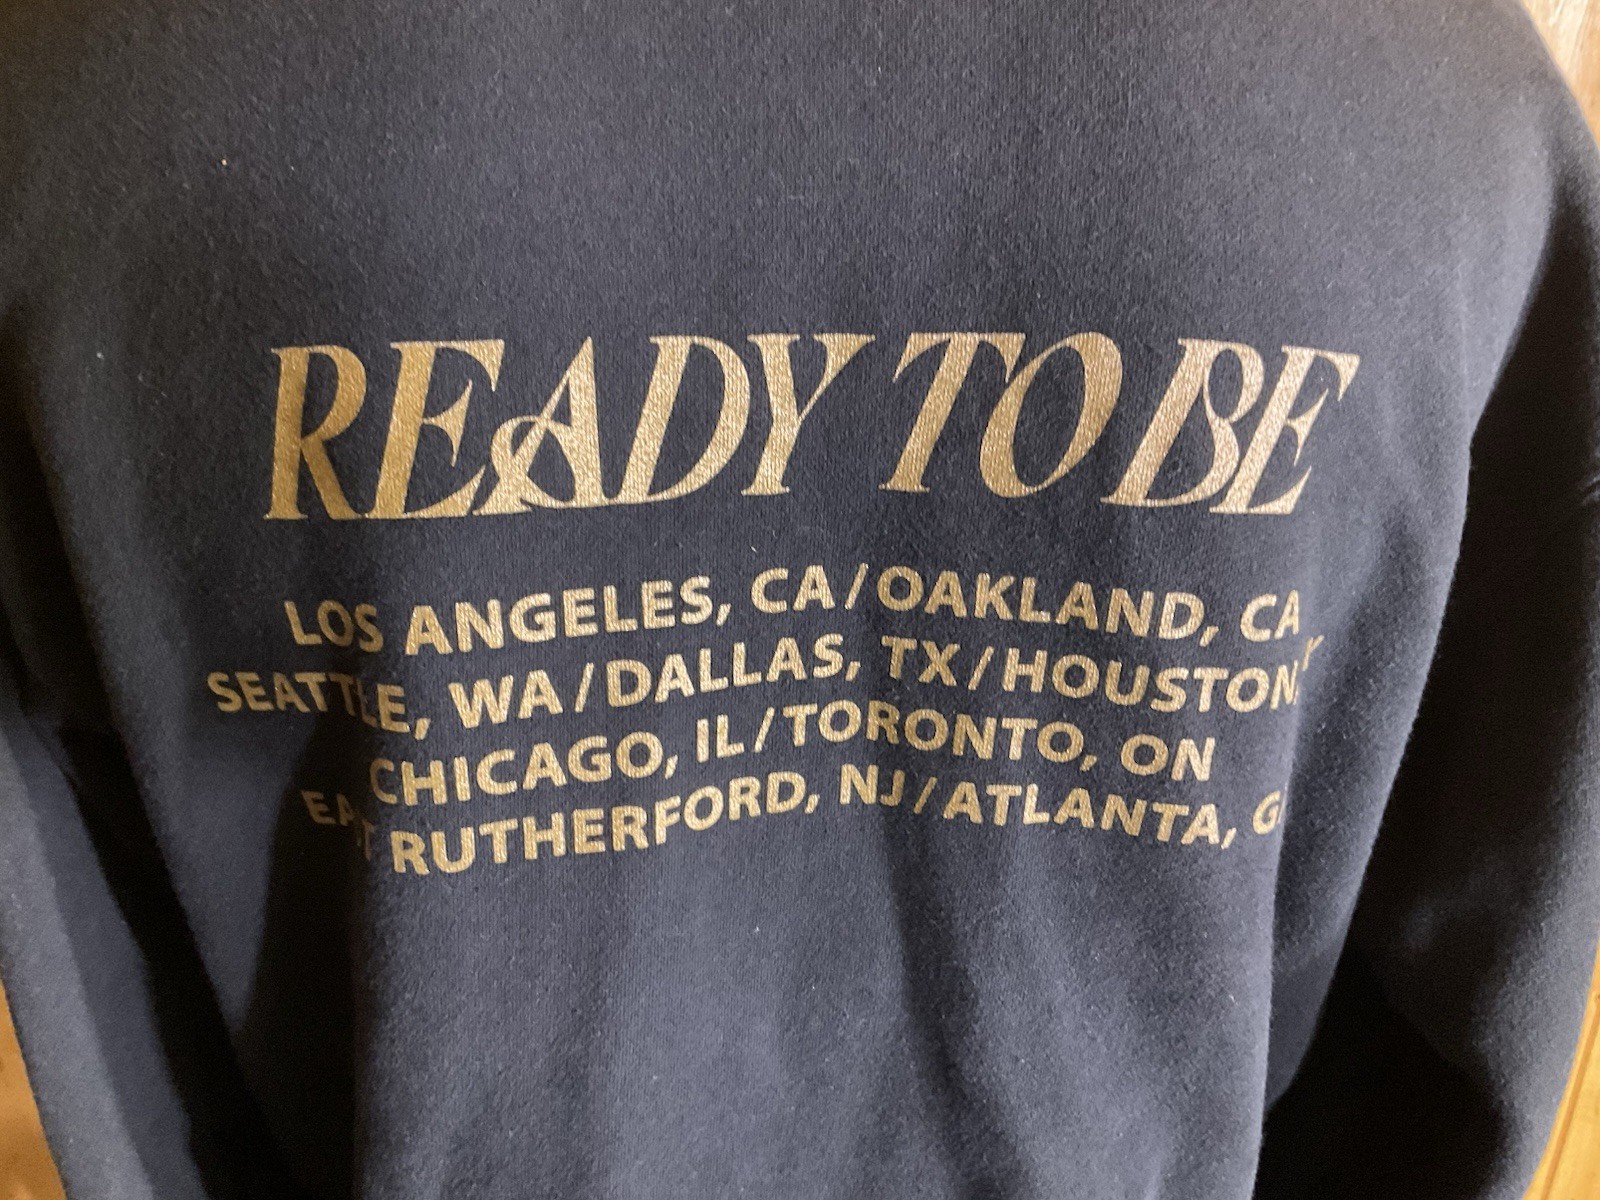 READY TO BE
LOS ANGELES, CA/OAKLAND, CA
SEATTLE, WA/DALLAS, TX/HOUSTON,
CHICAGO, IL/TORONTO, ON
EAST RUTHERFORD, NJ/ATLANTA,